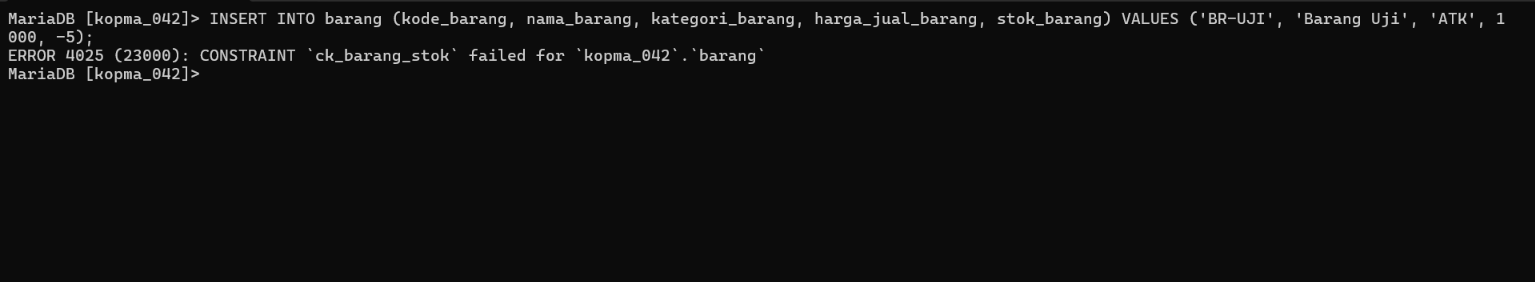 MariaDB [kopma_042]> INSERT INTO barang (kode_barang, nama_barang, kategori_barang, harga_jual_barang, stok_barang) VALUES ('BR-UJI', 'Barang Uji', 'ATK', 1
000, -5);
ERROR 4025 (23000): CONSTRAINT `ck_barang_stok` failed for `kopma_042`.`barang`
MariaDB [kopma_042]>